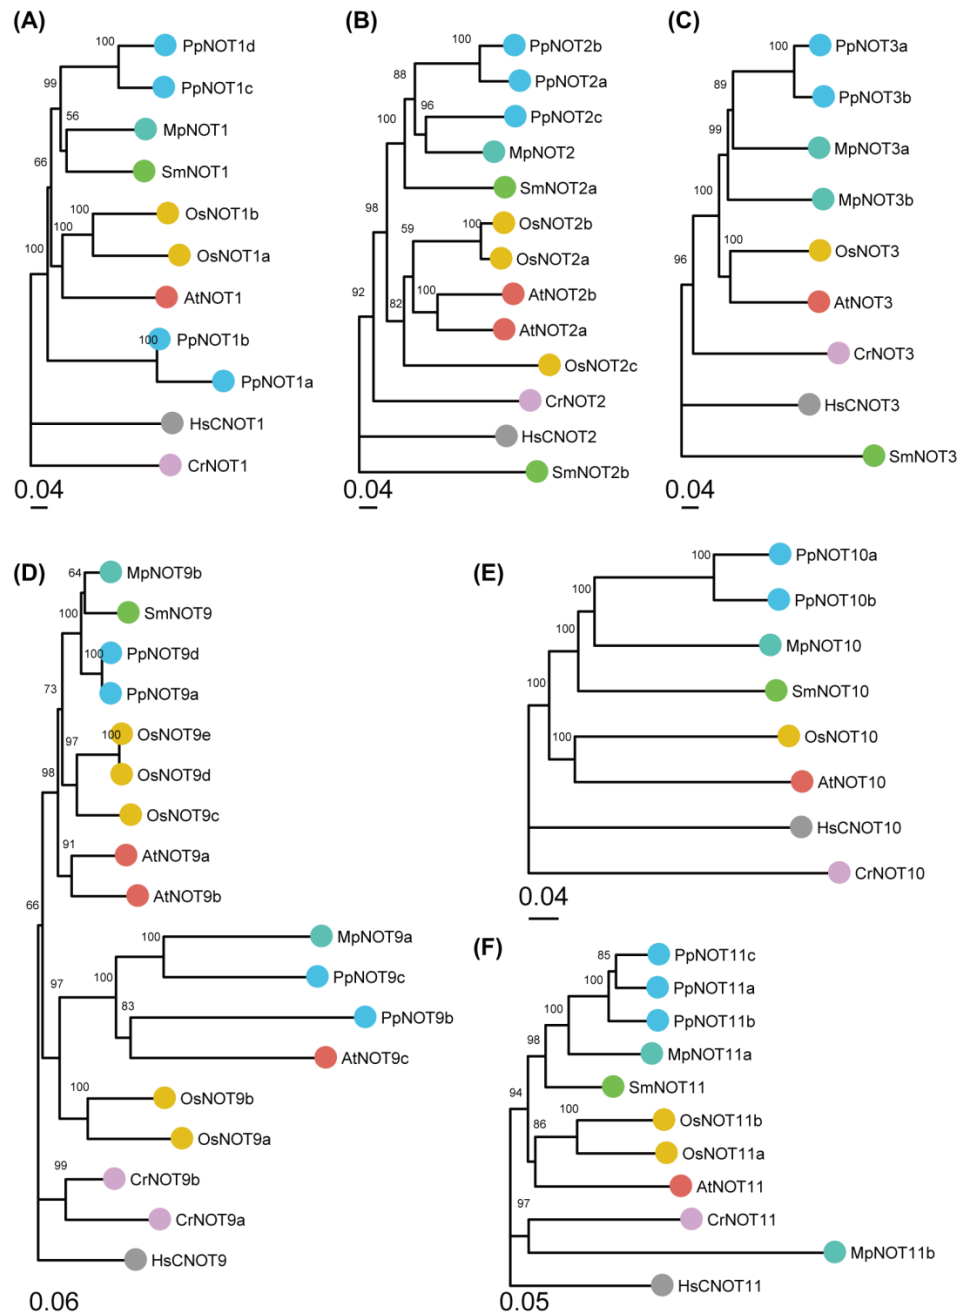 (A)
100
PpNOT1d
PpNOT1c
99
56
MpNOT1
SmNOT1
66
100
OsNOT1b
100
OsNOT1a
AtNOT1
100
100
PpNOT1b
PpNOT1a
HsCNOT1
CrNOT1
0.04
(B)
100
PpNOT2b
PpNOT2a
88
96
PpNOT2c
MpNOT2
100
SmNOT2a
98
59
100
OsNOT2b
OsNOT2a
100
AtNOT2b
AtNOT2a
92
82
OsNOT2c
CrNOT2
HsCNOT2
SmNOT2b
0.04
(C)
100
PpNOT3a
PpNOT3b
89
99
MpNOT3a
MpNOT3b
100
100
OsNOT3
AtNOT3
96
CrNOT3
HsCNOT3
SmNOT3
0.04
(D)
64
MpNOT9b
SmNOT9
100
100
PpNOT9d
PpNOT9a
73
100
OsNOT9e
OsNOT9d
97
OsNOT9c
98
91
AtNOT9a
AtNOT9b
66
100
MpNOT9a
PpNOT9c
100
97
83
PpNOT9b
AtNOT9c
100
OsNOT9b
OsNOT9a
99
CrNOT9b
CrNOT9a
HsCNOT9
0.06
(E)
100
PpNOT10a
PpNOT10b
100
MpNOT10
100
SmNOT10
100
100
OsNOT10
AtNOT10
HsCNOT10
CrNOT10
0.04
(F)
85
PpNOT11c
100
PpNOT11a
PpNOT11b
100
MpNOT11a
98
SmNOT11
94
100
OsNOT11b
86
OsNOT11a
AtNOT11
97
CrNOT11
MpNOT11b
HsCNOT11
0.05